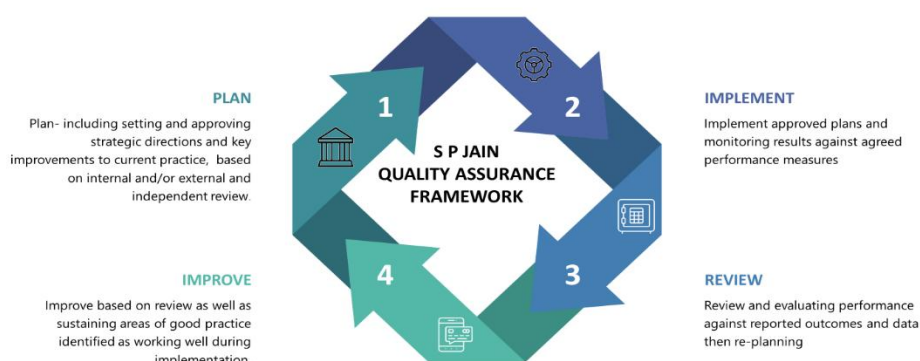 PLAN
Plan- including setting and approving
strategic directions and key
improvements to current practice, based
on internal and/or external and
independent review.
1
2
IMPLEMENT
Implement approved plans and
monitoring results against agreed
performance measures
S P JAIN
QUALITY ASSURANCE
FRAMEWORK
IMPROVE
Improve based on review as well as
sustaining areas of good practice
identified as working well during
implementation.
4
3
REVIEW
Review and evaluating performance
against reported outcomes and data
then re-planning